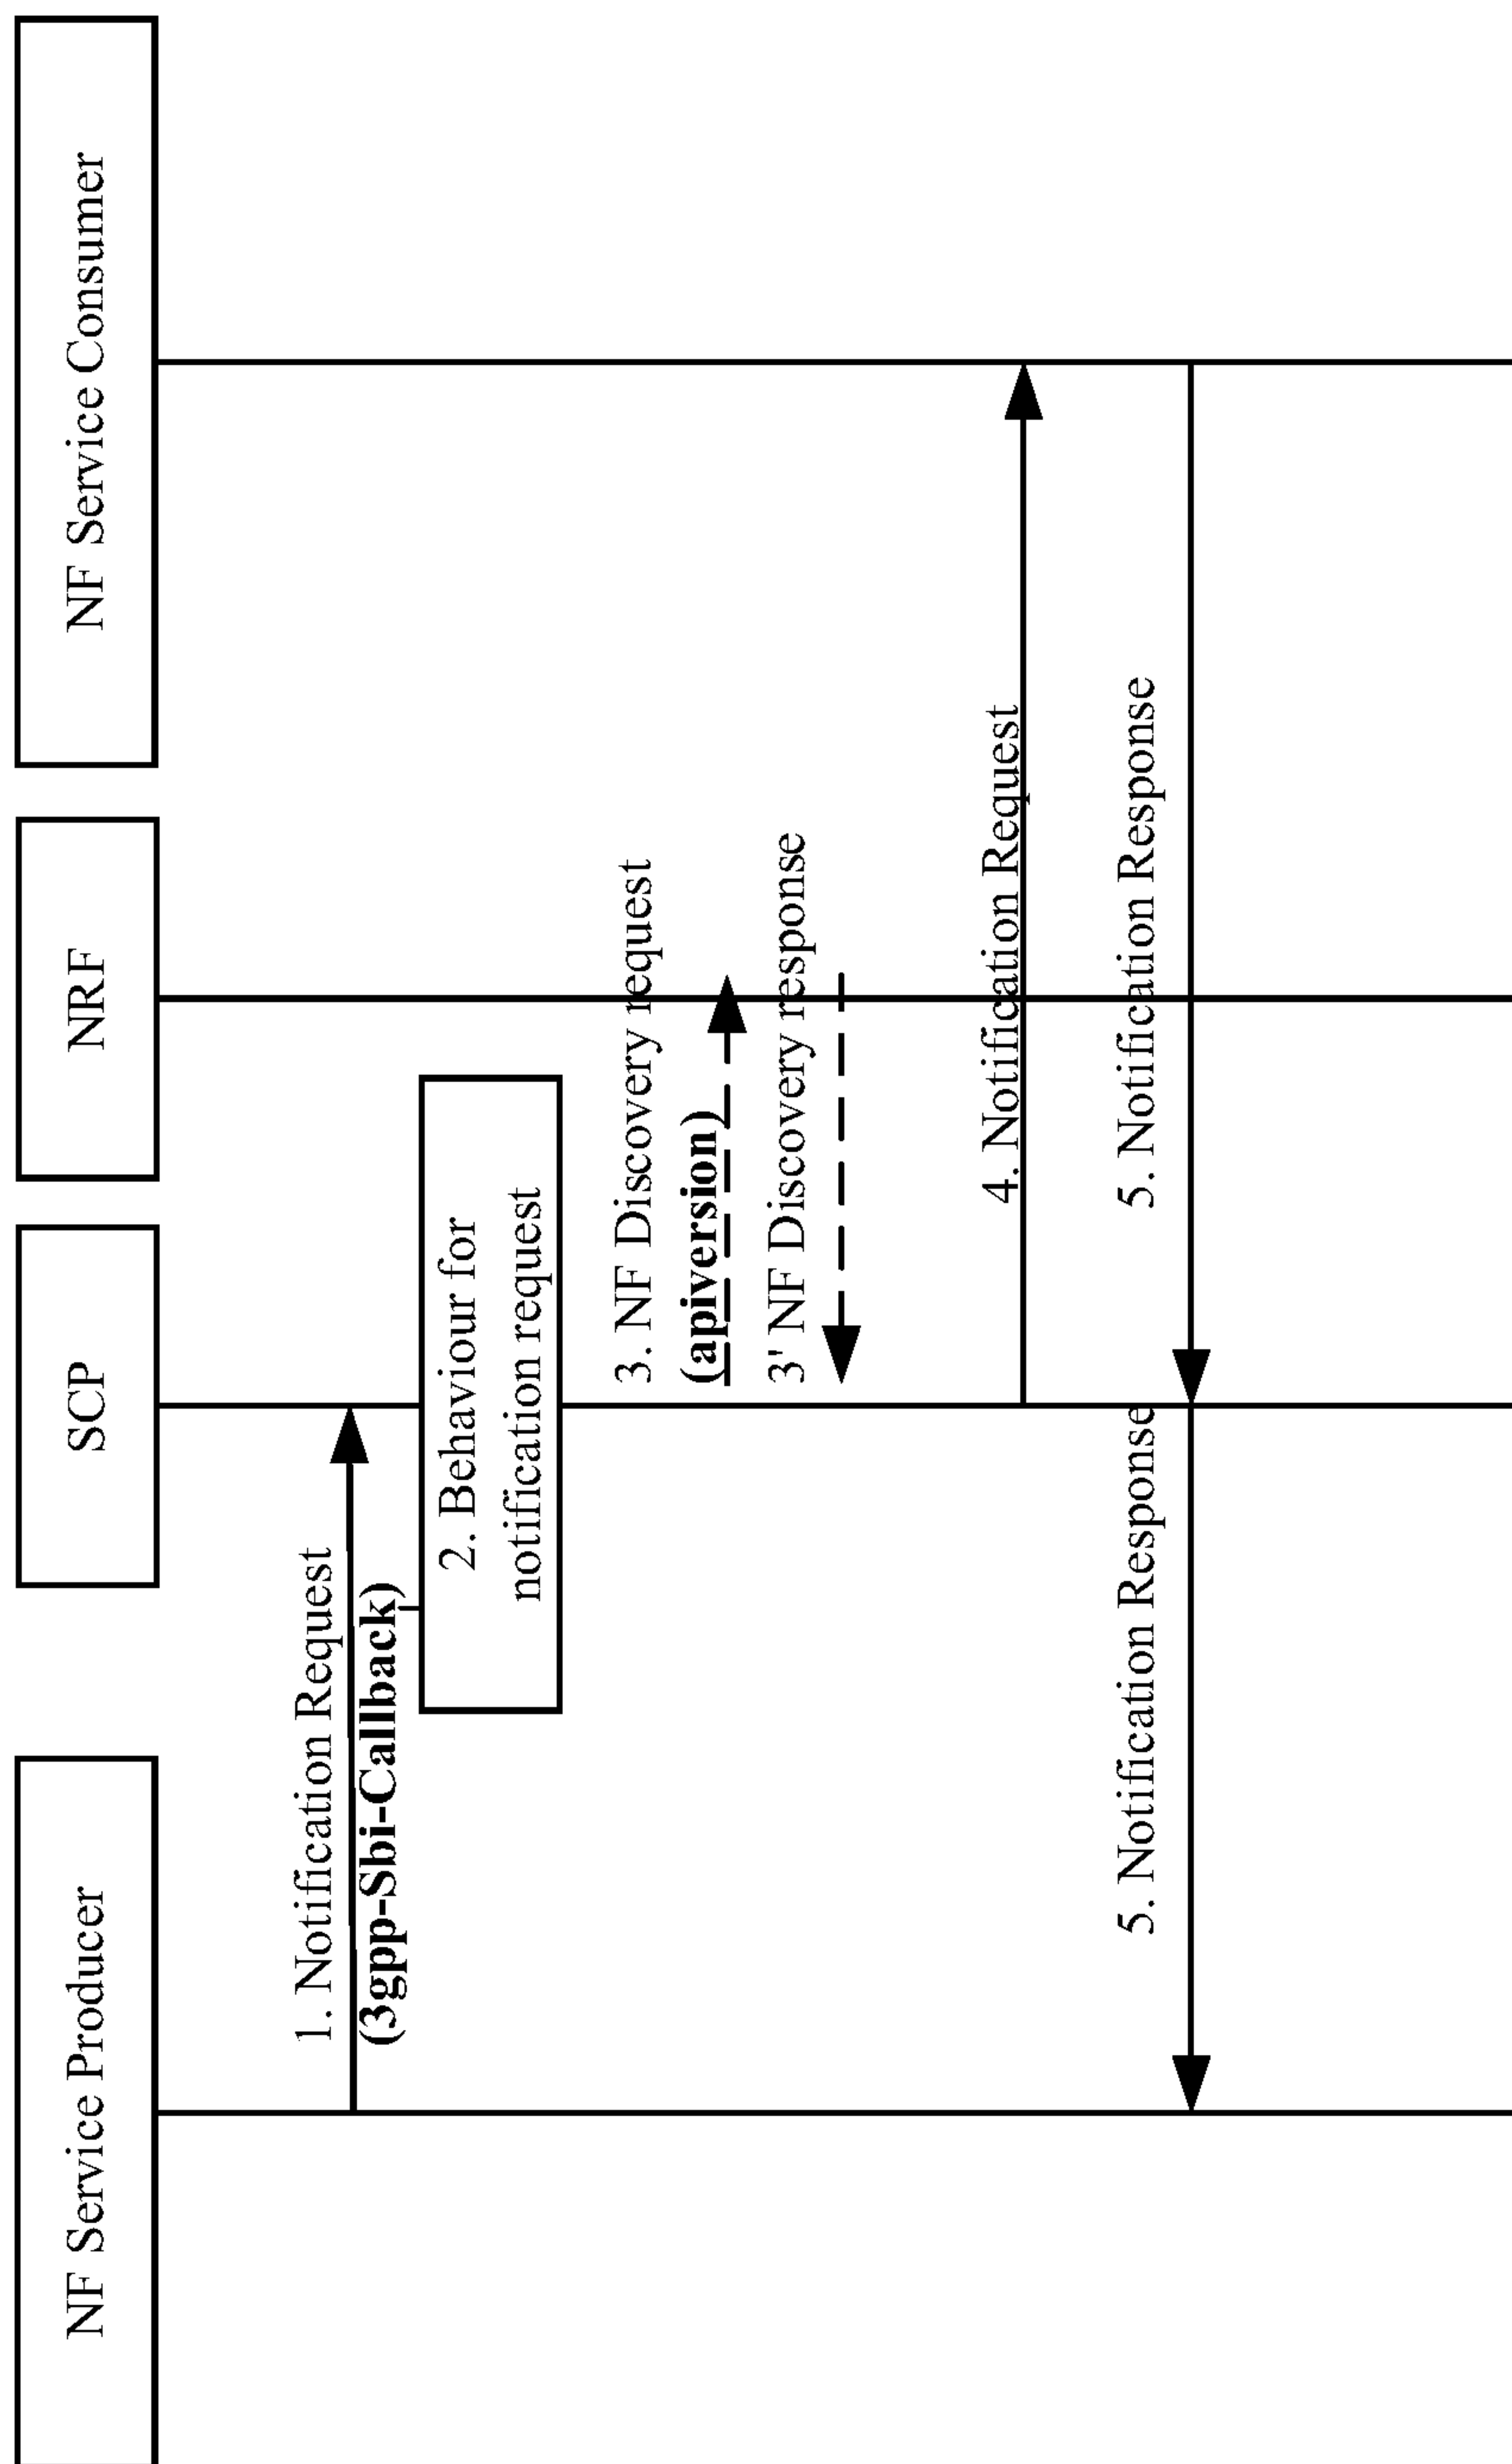 NF Service Producer
SCP
NRF
NF Service Consumer
1. Notification Request
(3gpp-Sbi-Callback)
2. Behaviour for
notification request
3. NF Discovery request
(apiversion)
3' NF Discovery response
4. Notification Request
5. Notification Response
5. Notification Response